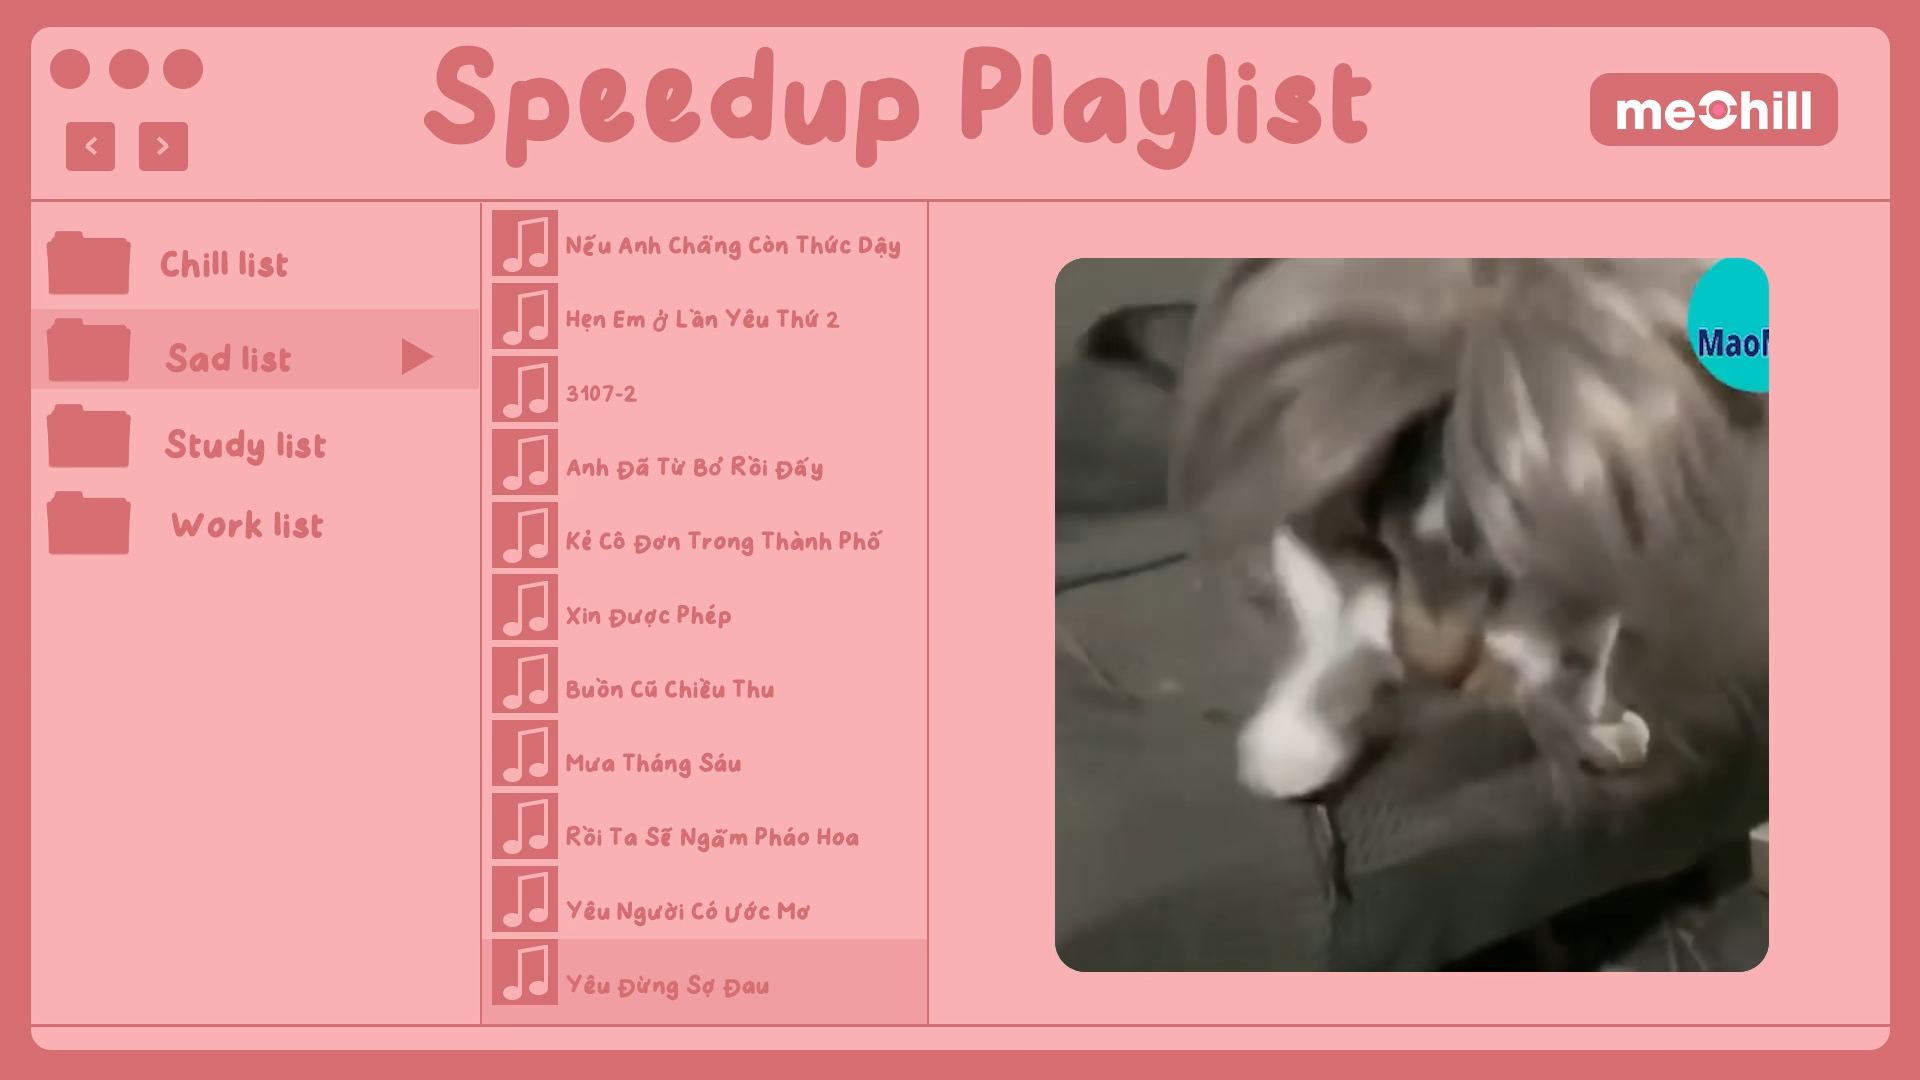 Speedup Playlist
mechill
Chill list
Sad list
Study list
Work list
Nếu Anh Chẳng Còn Thức Dậy
Hẹn Em ở Lần Yêu Thứ 2
3107-2
Anh Đã Từ Bỏ Rồi Đấy
Kẻ Cô Đơn Trong Thành Phố
Xin Được Phép
Buồn Cũ Chiều Thu
Mưa Tháng Sáu
Rồi Ta Sẽ Ngắm Pháo Hoa
Yêu Người Có Ước Mơ
Yêu Đừng Sợ Đau